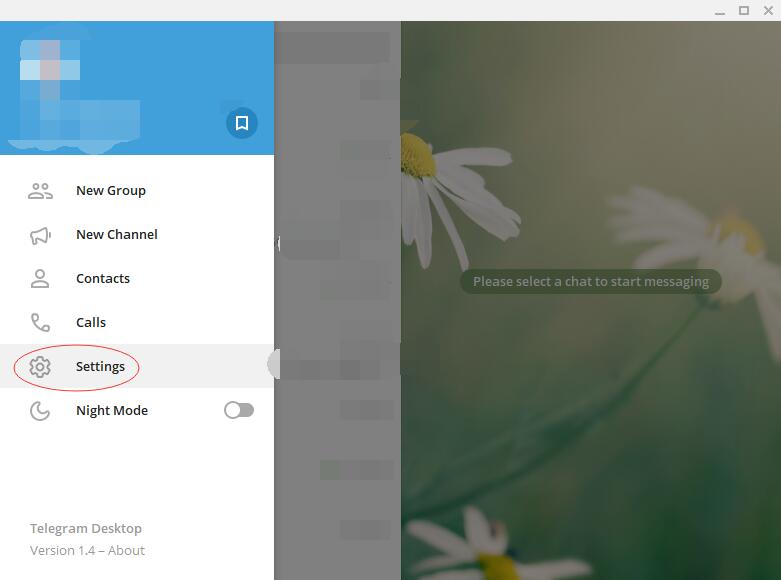 New Group
New Channel
Contacts
Calls
Settings
Night Mode
Telegram Desktop
Version 1.4 – About
Please select a chat to start messaging